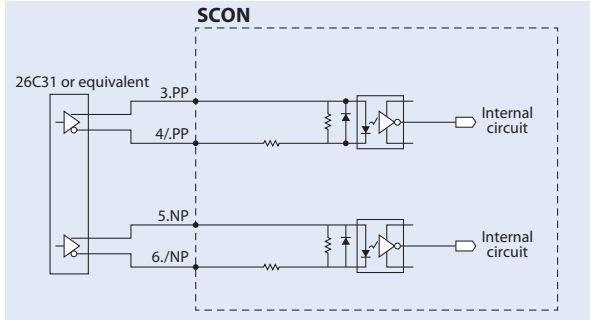 SCON
26C31 or equivalent
3.PP
4/.PP
Internal
circuit
5.NP
6./NP
Internal
circuit